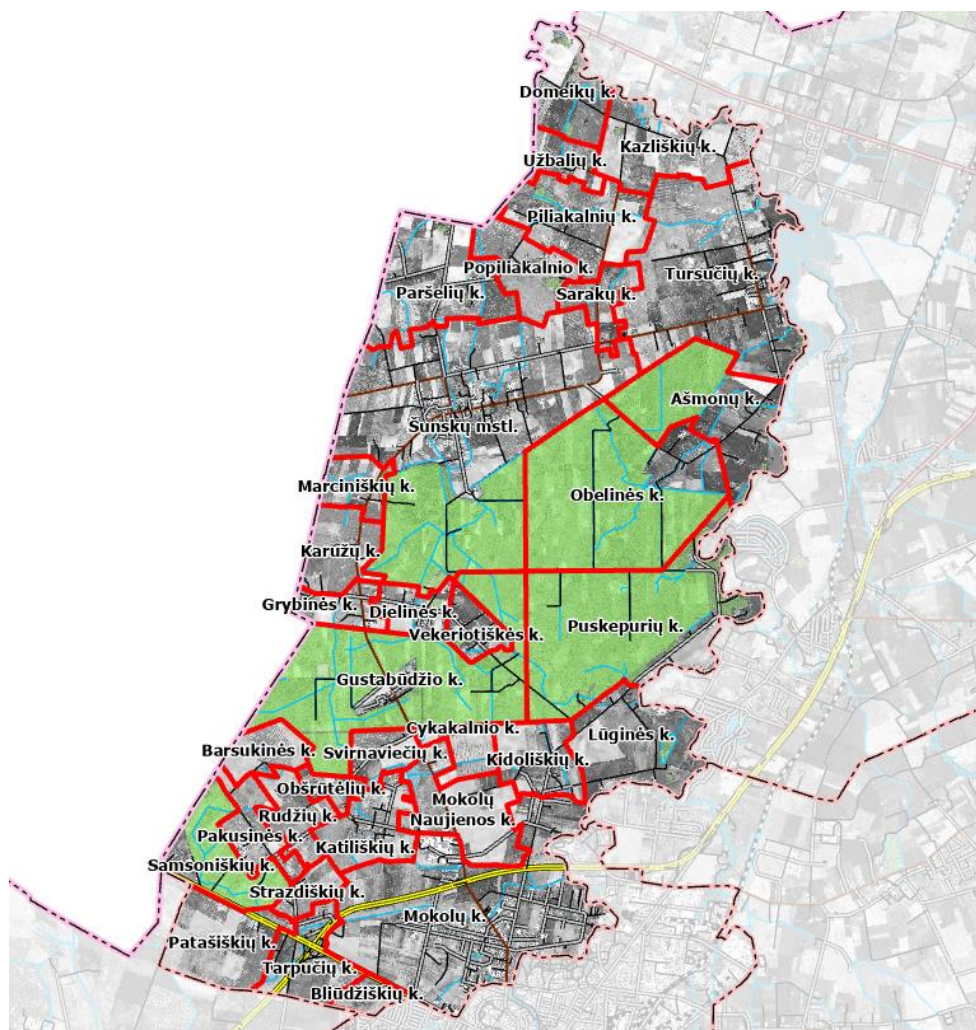 Domeikų k.
Kazliškių k.
Užbalių k.
Piliakalnių k.
Popiliakalnio k.
Tursučių k.
Paršelių k.
Sarakų k.
Ašmonų k.
Šunskų mstl.
Marciniškių k.
Obelinės k.
Karūžų k.
Grybinės k.
Dielinės k.
Vekeriotiškės k.
Puskepurių k.
Gustabūdžio k.
Cykakalnio k.
Lūginės k.
Barsukinės k.
Svirnaviečių k.
Kidoliškių k.
Obšrūtėlių k.
Mokolų
Naujienos k.
Rudžių k.
Pakusinės k.
Katiliškių k.
Samsoniškių k.
Strazdiškių k.
Mokolų k.
Patašiškių k.
Tarpučių k.
Bliūdžiškių k.